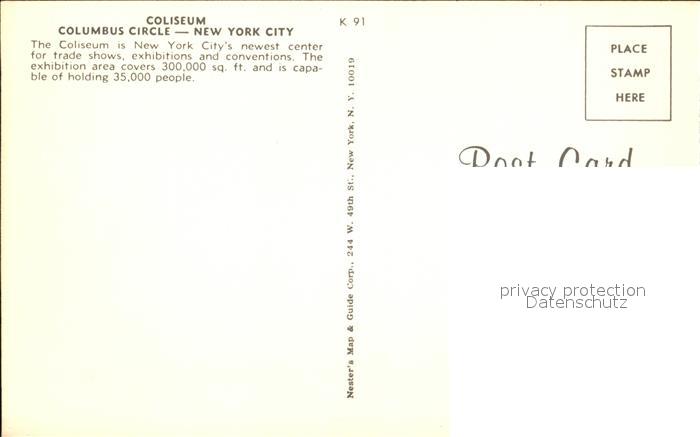 COLISEUM
COLUMBUS CIRCLE — NEW YORK CITY
The Coliseum is New York City's newest center
for trade shows, exhibitions and conventions. The
exhibition area covers 300,000 sq. ft. and is capa-
ble of holding 35,000 people.
K 91
Nester's Map & Guide Corp., 244 W. 49th St., New York, N. Y. 10019
PLACE
STAMP
HERE
Post Card
privacy protection
Datenschutz